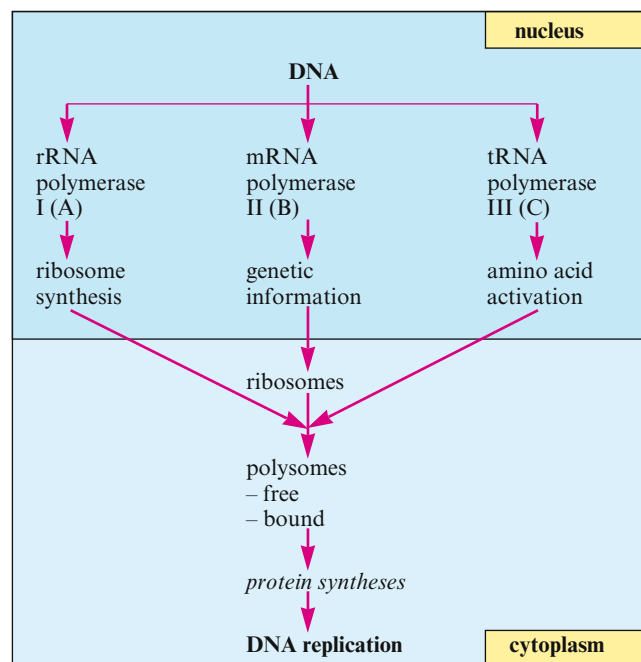 nucleus
DNA
rRNA
polymerase
I (A)
mRNA
polymerase
II (B)
tRNA
polymerase
III (C)
ribosome
synthesis
genetic
information
amino acid
activation
ribosomes
polysomes
– free
– bound
protein syntheses
DNA replication
cytoplasm